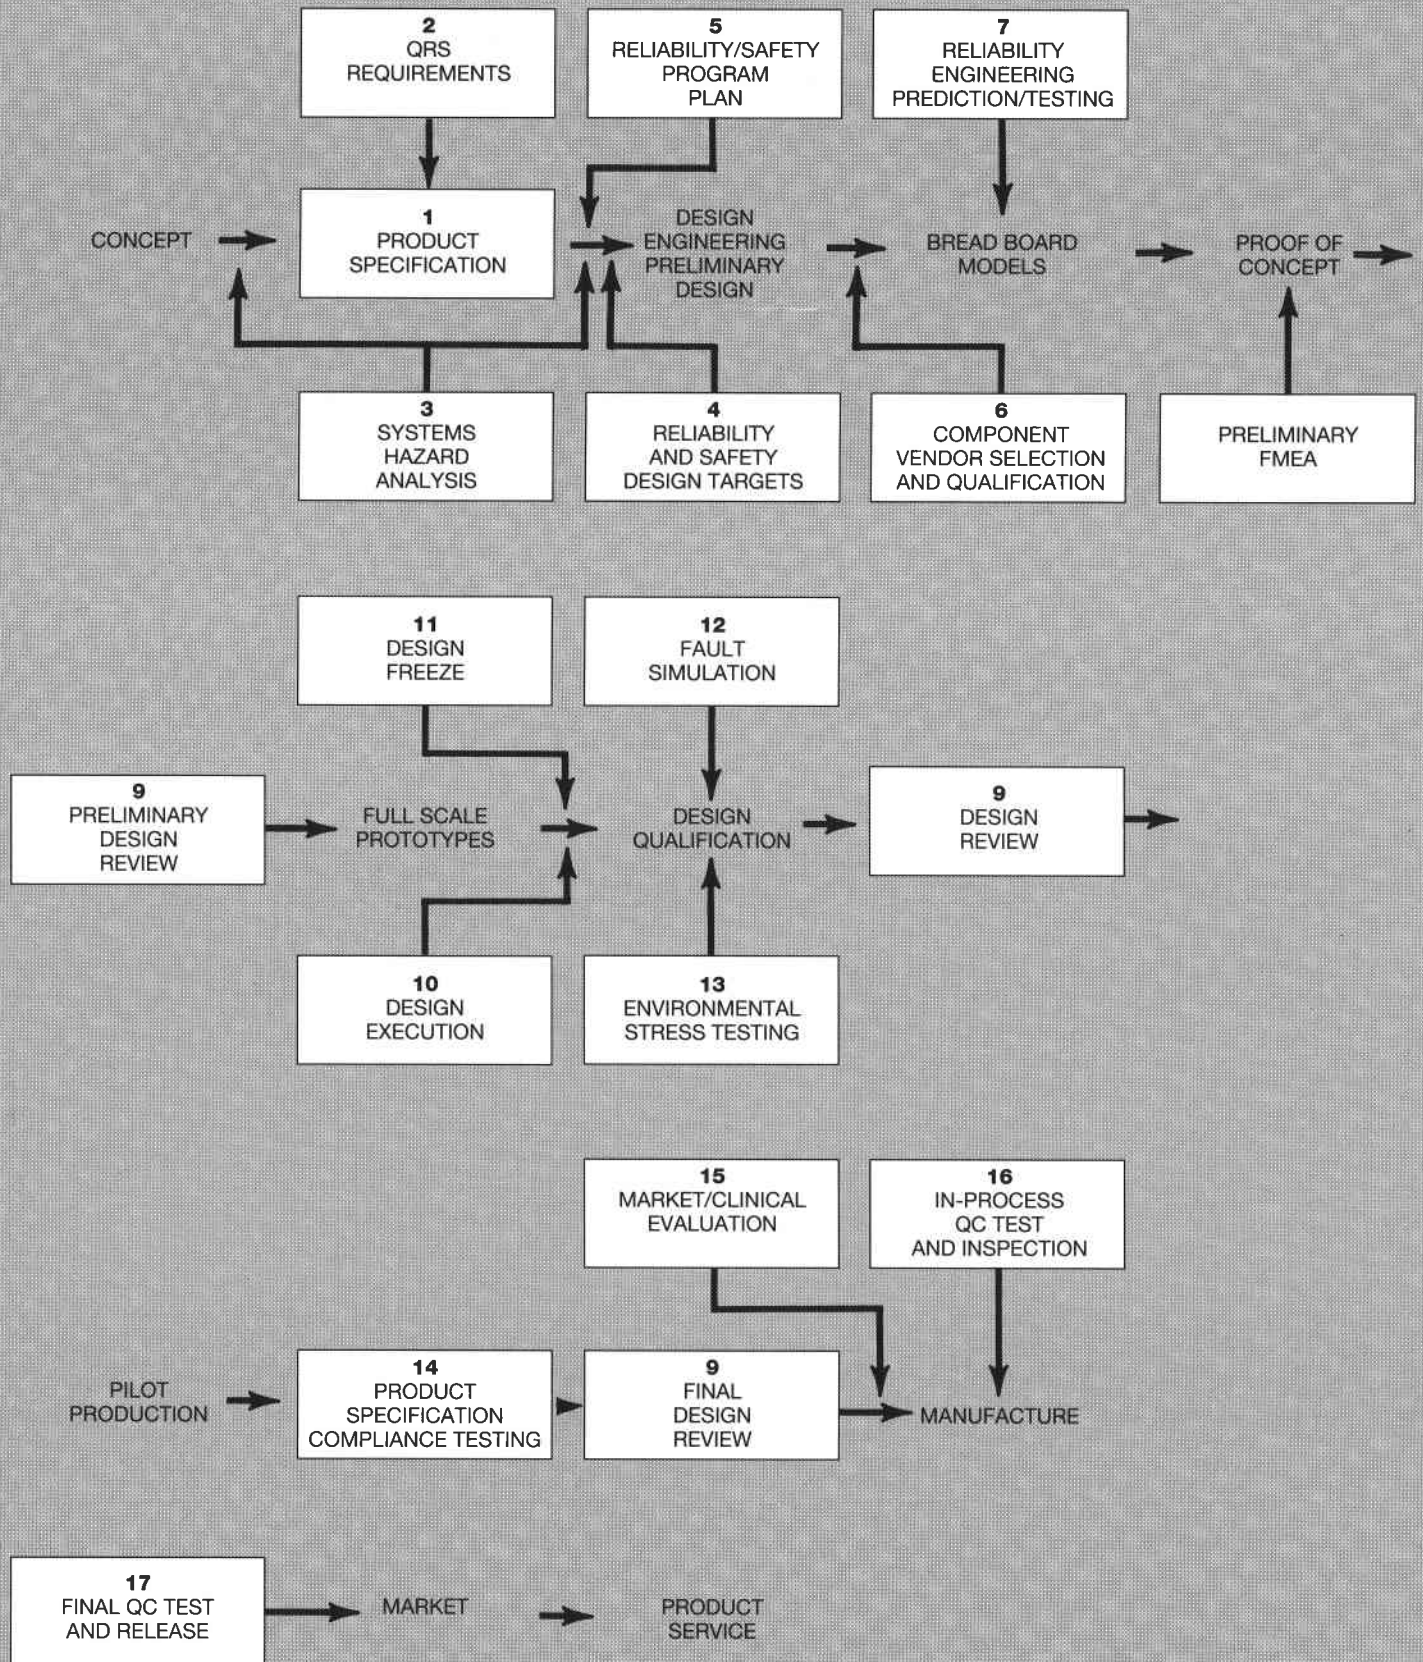 2
QRS
REQUIREMENTS
5
RELIABILITY/SAFETY
PROGRAM
PLAN
7
RELIABILITY
ENGINEERING
PREDICTION/TESTING
CONCEPT
1
PRODUCT
SPECIFICATION
DESIGN
ENGINEERING
PRELIMINARY
DESIGN
BREAD BOARD
MODELS
PROOF OF
CONCEPT
3
SYSTEMS
HAZARD
ANALYSIS
4
RELIABILITY
AND SAFETY
DESIGN TARGETS
6
COMPONENT
VENDOR SELECTION
AND QUALIFICATION
PRELIMINARY
FMEA
11
DESIGN
FREEZE
12
FAULT
SIMULATION
9
PRELIMINARY
DESIGN
REVIEW
FULL SCALE
PROTOTYPES
DESIGN
QUALIFICATION
9
DESIGN
REVIEW
10
DESIGN
EXECUTION
13
ENVIRONMENTAL
STRESS TESTING
15
MARKET/CLINICAL
EVALUATION
16
IN-PROCESS
QC TEST
AND INSPECTION
PILOT
PRODUCTION
14
PRODUCT
SPECIFICATION
COMPLIANCE TESTING
9
FINAL
DESIGN
REVIEW
MANUFACTURE
17
FINAL QC TEST
AND RELEASE
MARKET
PRODUCT
SERVICE